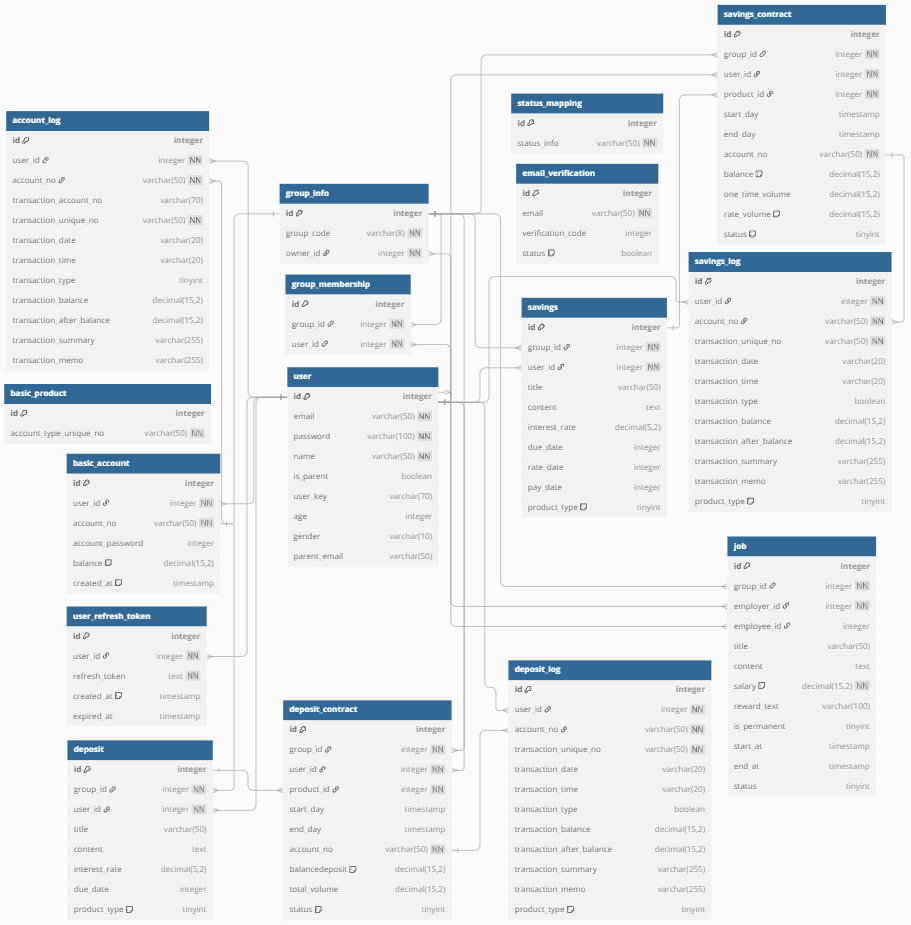 savings_contract
id integer
group_id integer NN
user_id integer NN
product_id integer NN
start_day timestamp
end_day timestamp
account_no varchar(50) NN
balance decimal(15,2)
one_time_volume decimal(15,2)
rate_volume decimal(15,2)
status tinyint
status_mapping
id integer
status_info varchar(50) NN
account_log
id integer
user_id integer NN
account_no varchar(50) NN
transaction_account_no varchar(70)
transaction_unique_no varchar(50) NN
transaction_date varchar(20)
transaction_time varchar(20)
transaction_type tinyint
transaction_balance decimal(15,2)
transaction_after_balance decimal(15,2)
transaction_summary varchar(255)
transaction_memo varchar(255)
email_verification
id integer
email varchar(50) NN
verification_code integer
status boolean
group_info
id integer
group_code varchar(8) NN
owner_id integer NN
savings_log
id integer
user_id integer NN
account_no varchar(50) NN
transaction_unique_no varchar(50) NN
transaction_date varchar(20)
transaction_time varchar(20)
transaction_type boolean
transaction_balance decimal(15,2)
transaction_after_balance decimal(15,2)
transaction_summary varchar(255)
transaction_memo varchar(255)
product_type tinyint
group_membership
id integer
group_id integer NN
user_id integer NN
savings
id integer
group_id integer NN
user_id integer NN
title varchar(50)
content text
interest_rate decimal(5,2)
due_date integer
rate_date integer
pay_date integer
product_type tinyint
user
id integer
email varchar(50) NN
password varchar(100) NN
name varchar(50) NN
is_parent boolean
user_key varchar(70)
age integer
gender varchar(10)
parent_email varchar(50)
basic_product
id integer
account_type_unique_no varchar(50) NN
basic_account
id integer
user_id integer NN
account_no varchar(50) NN
account_password integer
balance decimal(15,2)
created_at timestamp
job
id integer
group_id integer NN
employer_id integer NN
employee_id integer
title varchar(50)
content text
salary decimal(15,2) NN
reward_text varchar(100)
is_permanent tinyint
start_at timestamp
end_at timestamp
status tinyint
user_refresh_token
id integer
user_id integer NN
refresh_token text NN
created_at timestamp
expired_at timestamp
deposit_log
id integer
user_id integer NN
account_no varchar(50) NN
transaction_unique_no varchar(50) NN
transaction_date varchar(20)
transaction_time varchar(20)
transaction_type boolean
transaction_balance decimal(15,2)
transaction_after_balance decimal(15,2)
transaction_summary varchar(255)
transaction_memo varchar(255)
product_type tinyint
deposit_contract
id integer
group_id integer NN
user_id integer NN
product_id integer NN
start_day timestamp
end_day timestamp
account_no varchar(50) NN
balancedeposit decimal(15,2)
total_volume decimal(15,2)
status tinyint
deposit
id integer
group_id integer NN
user_id integer NN
title varchar(50)
content text
interest_rate decimal(5,2)
due_date integer
product_type tinyint